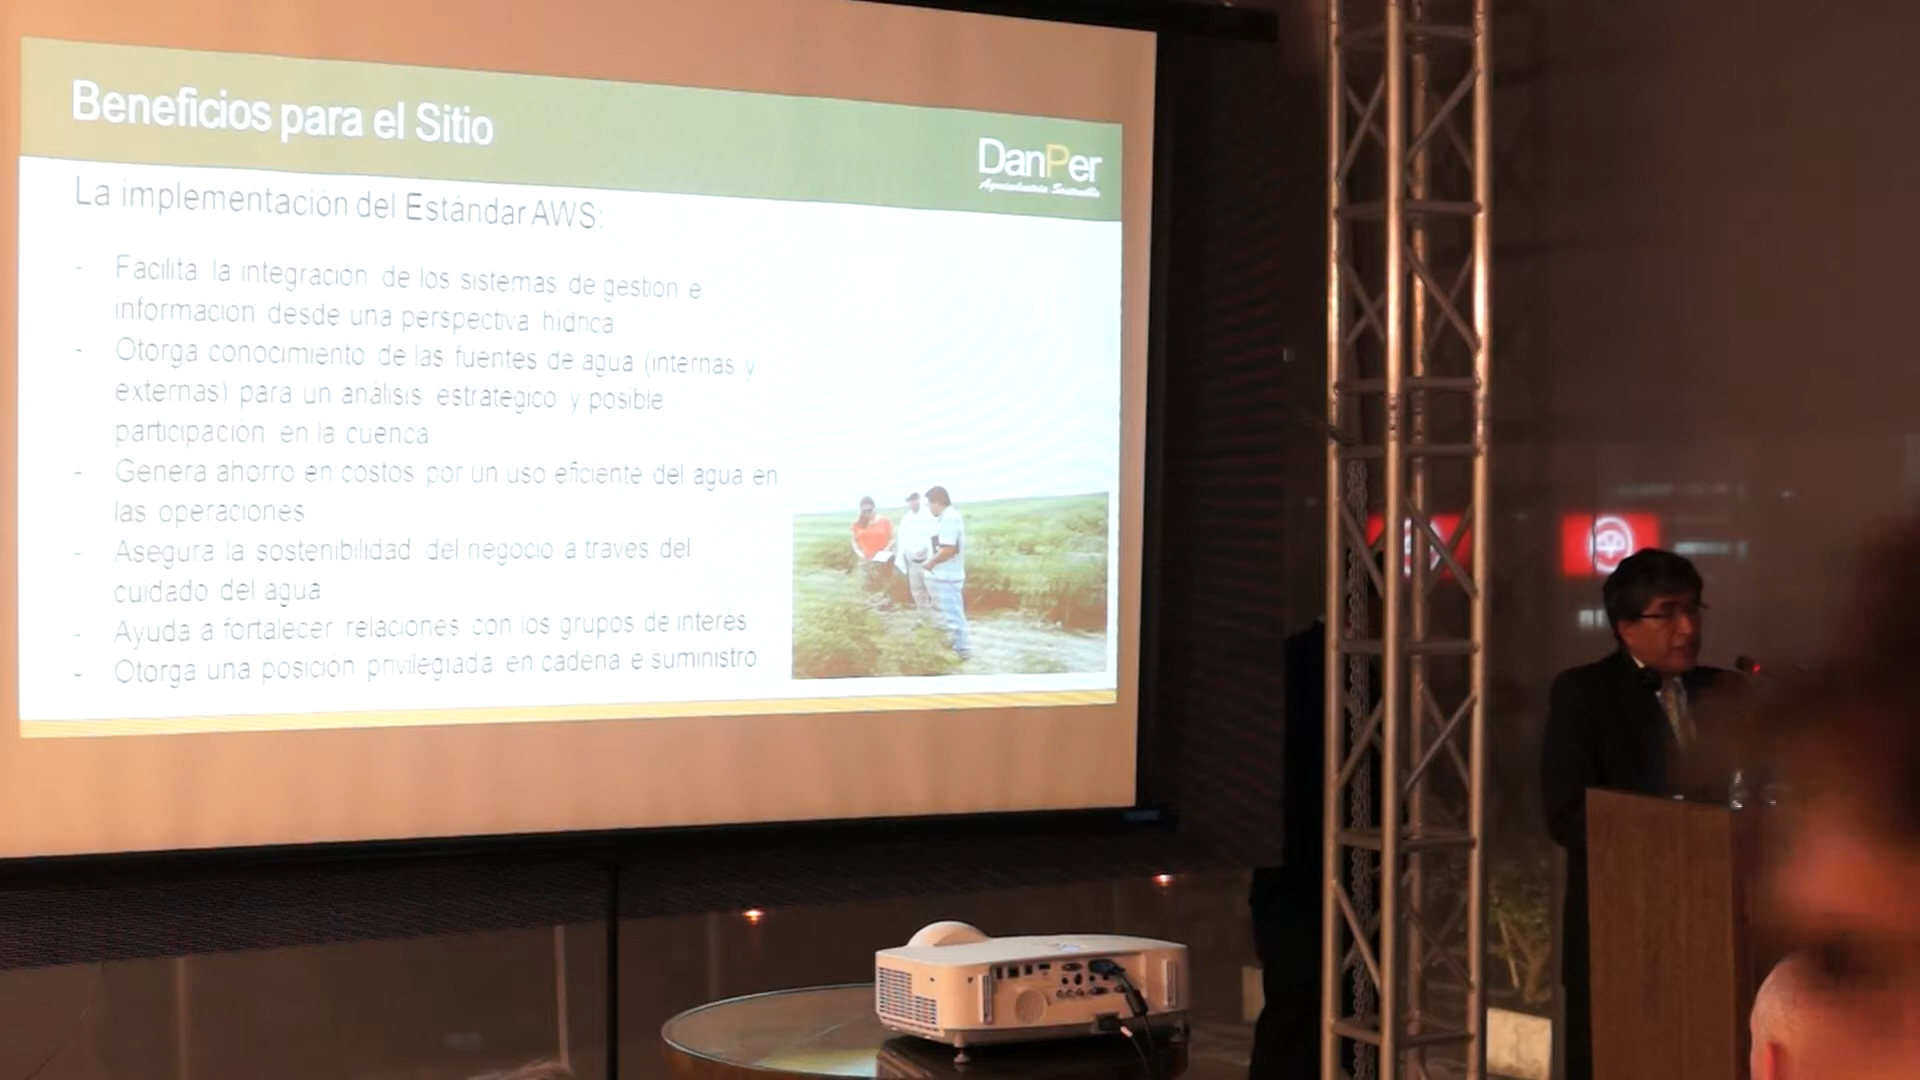 Beneficios para el Sitio
DanPer
Agroindustria Sostenible
La implementación del Estándar AWS:
- Facilita la integración de los sistemas de gestión e
información desde una perspectiva hídrica
- Otorga conocimiento de las fuentes de agua (internas y
externas) para un análisis estratégico y posible
participación en la cuenca
- Genera ahorro en costos por un uso eficiente del agua en
las operaciones
- Asegura la sostenibilidad del negocio a través del
cuidado del agua
- Ayuda a fortalecer relaciones con los grupos de interés
- Otorga una posición privilegiada en cadena e suministro